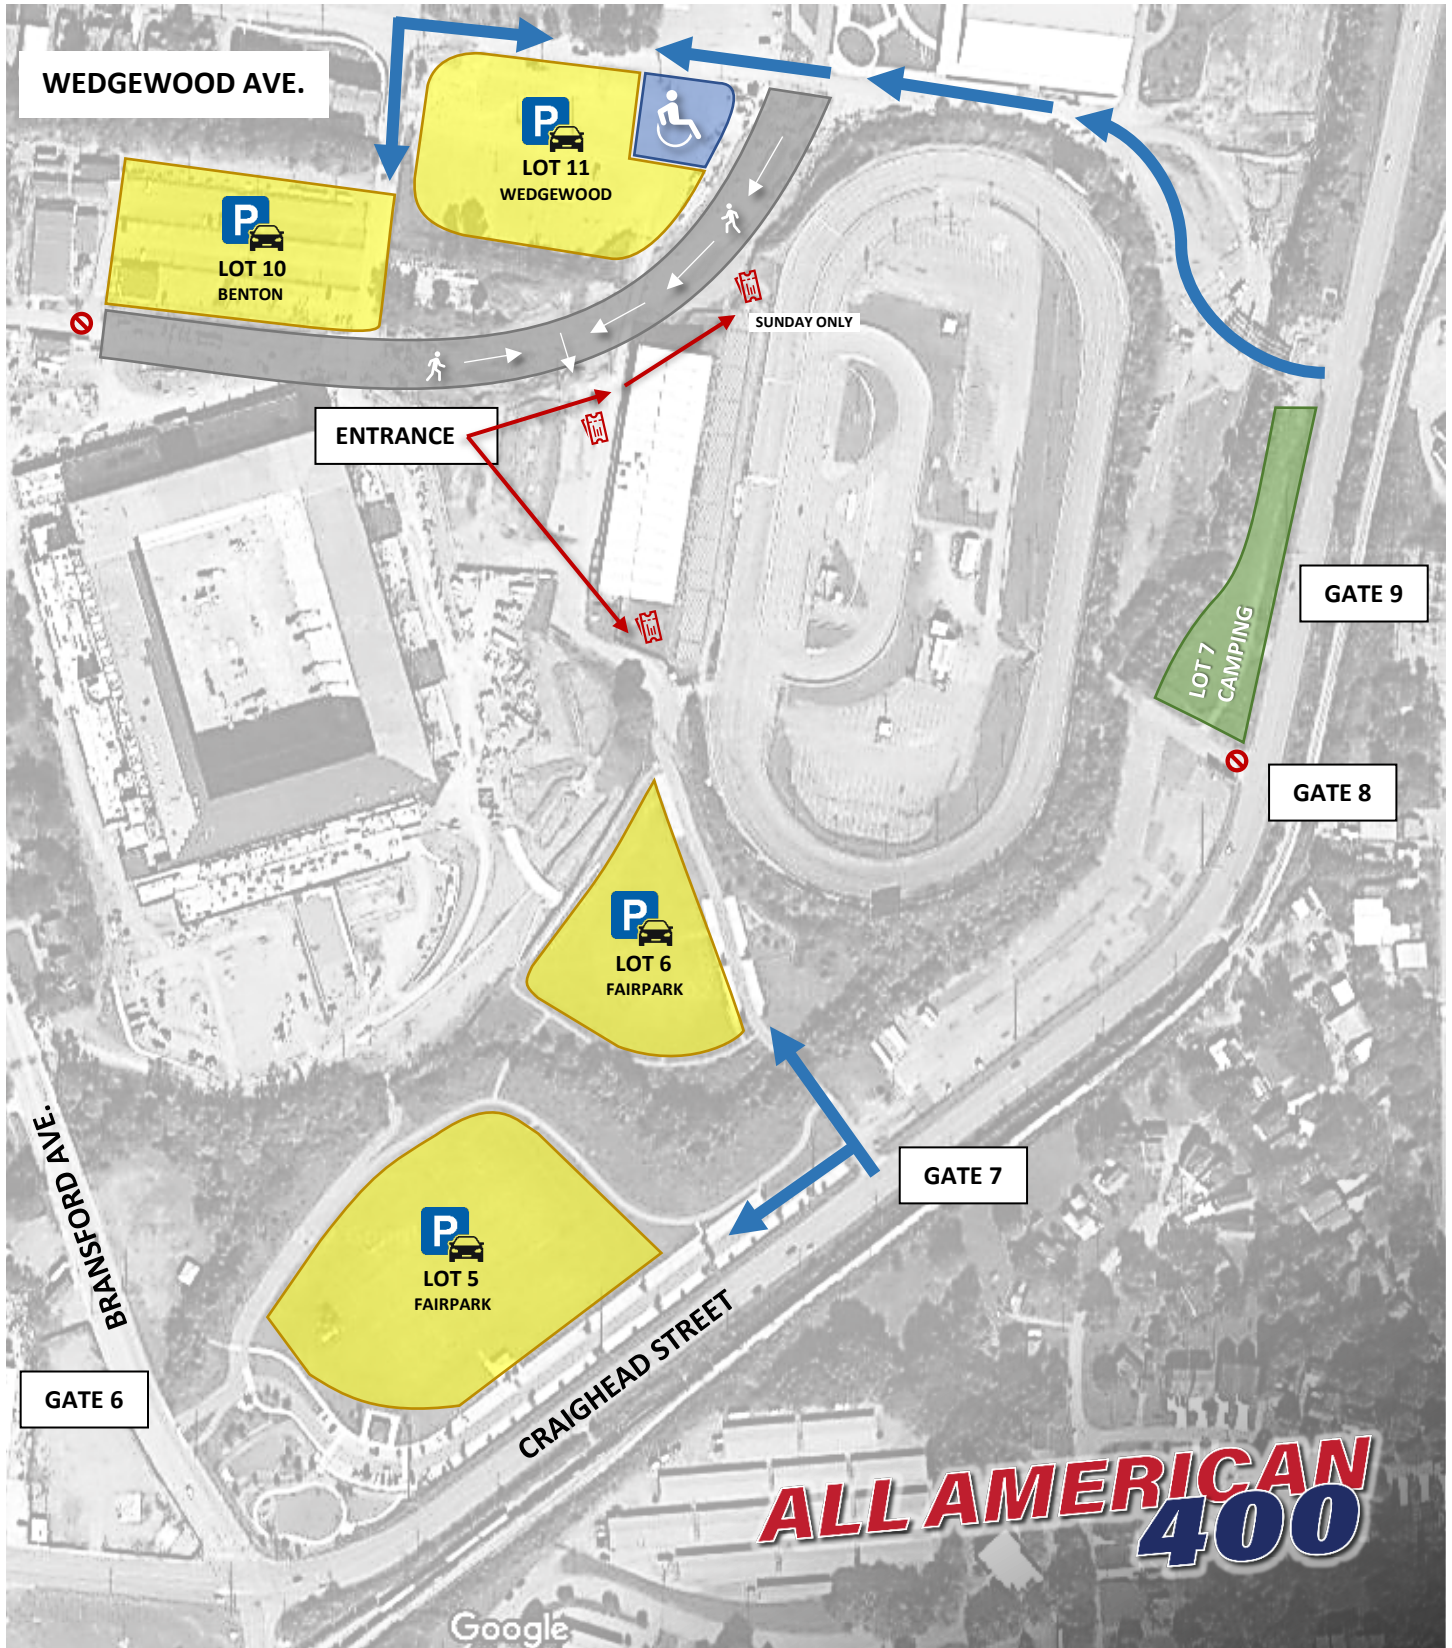 WEDGEWOOD AVE.
P
LOT 11
WEDGEWOOD
P
LOT 10
BENTON
SUNDAY ONLY
ENTRANCE
GATE 9
LOT 7
CAMPING
GATE 8
P
LOT 6
FAIRPARK
GATE 7
P
LOT 5
FAIRPARK
BRANSFORD AVE.
CRAIGHEAD STREET
GATE 6
ALL AMERICAN
400
Google